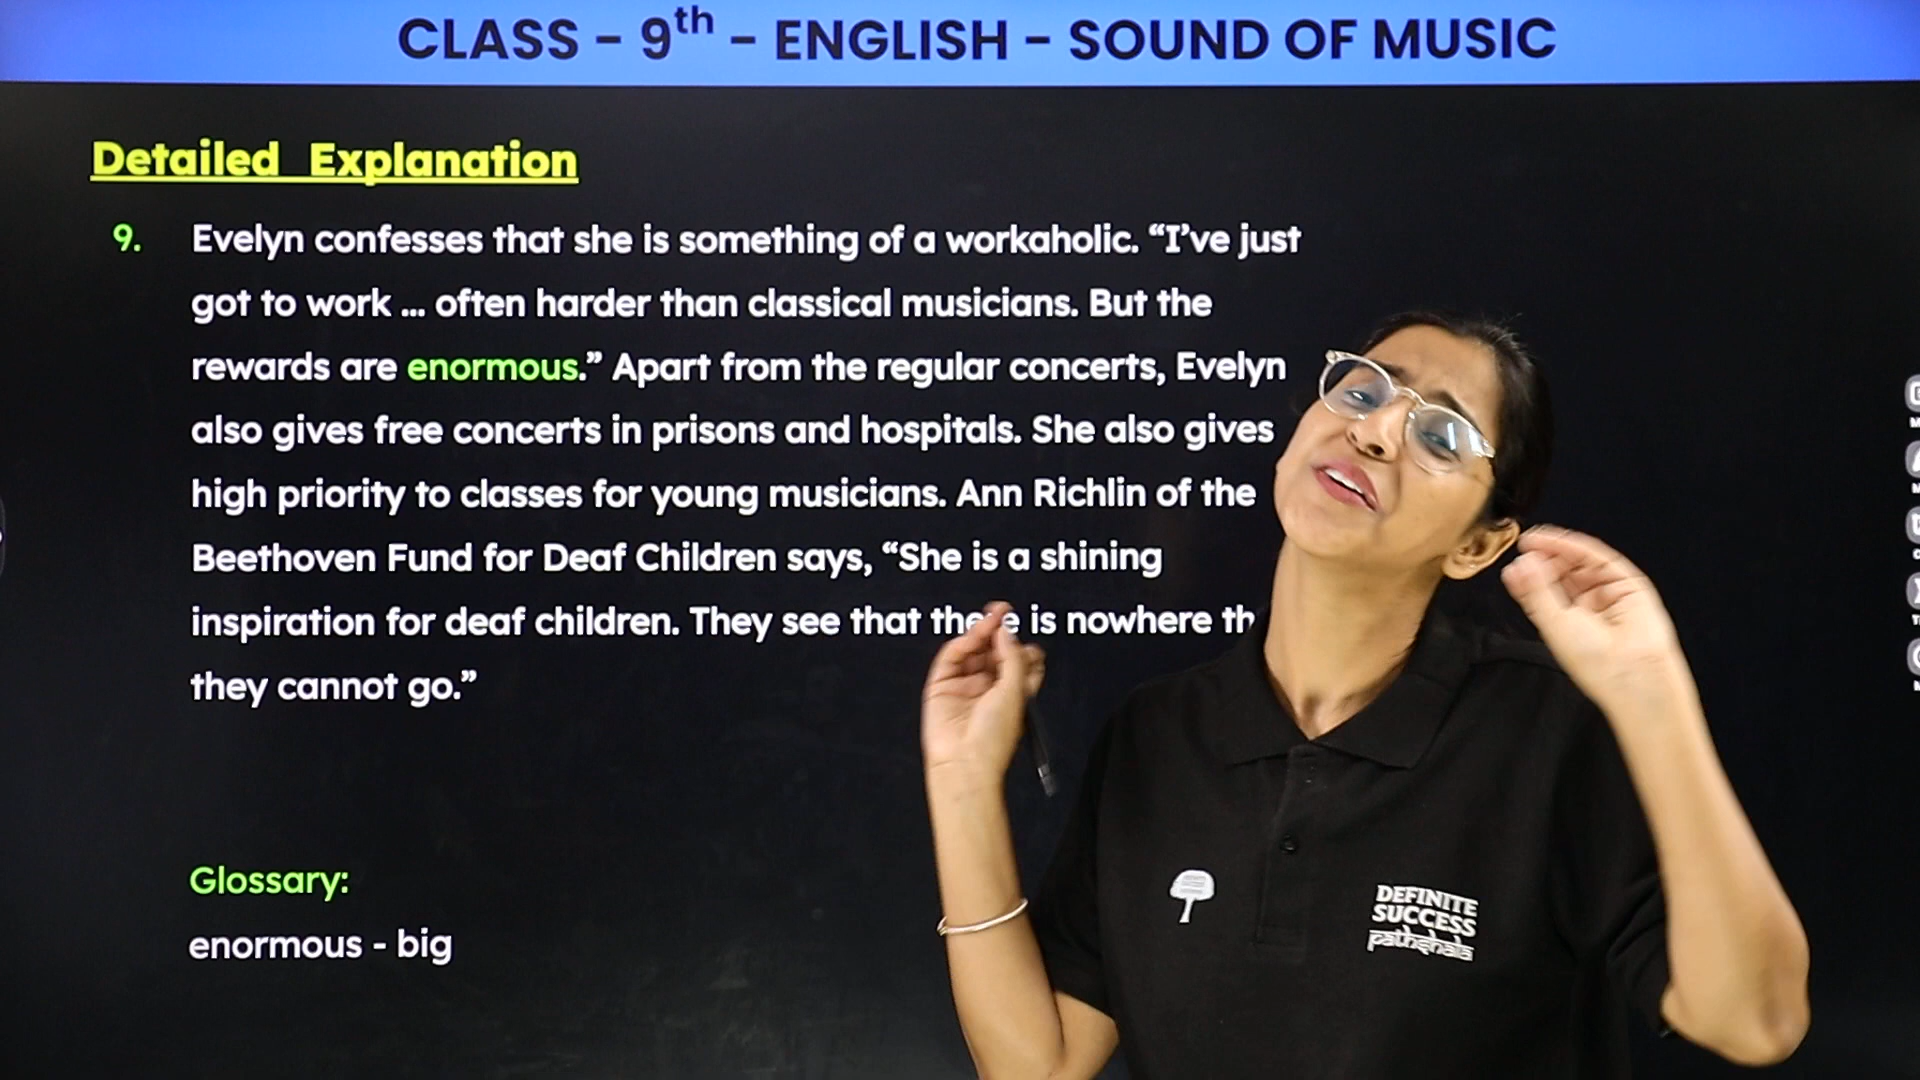 CLASS - 9th - ENGLISH - SOUND OF MUSIC
Detailed Explanation
9. Evelyn confesses that she is something of a workaholic. “I’ve just
got to work ... often harder than classical musicians. But the
rewards are enormous.” Apart from the regular concerts, Evelyn
also gives free concerts in prisons and hospitals. She also gives
high priority to classes for young musicians. Ann Richlin of the
Beethoven Fund for Deaf Children says, “She is a shining
inspiration for deaf children. They see that there is nowhere th
they cannot go.”
Glossary:
enormous - big
DEFINITE
SUCCESS
pathshala